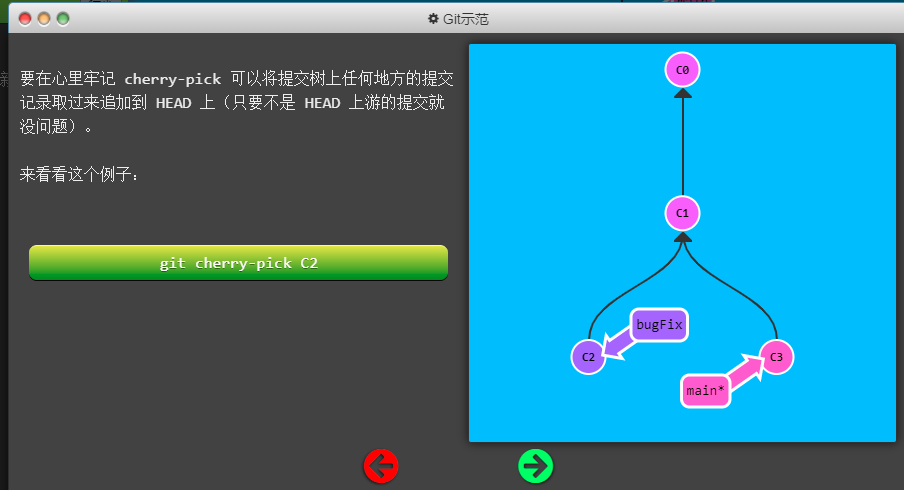 Git示范
要在心里牢记 cherry-pick 可以将提交树上任何地方的提交
记录取过来追加到 HEAD 上（只要不是 HEAD 上游的提交就
没问题）。
来看看这个例子：
git cherry-pick C2
C0
C1
bugFix
C2
C3
main*